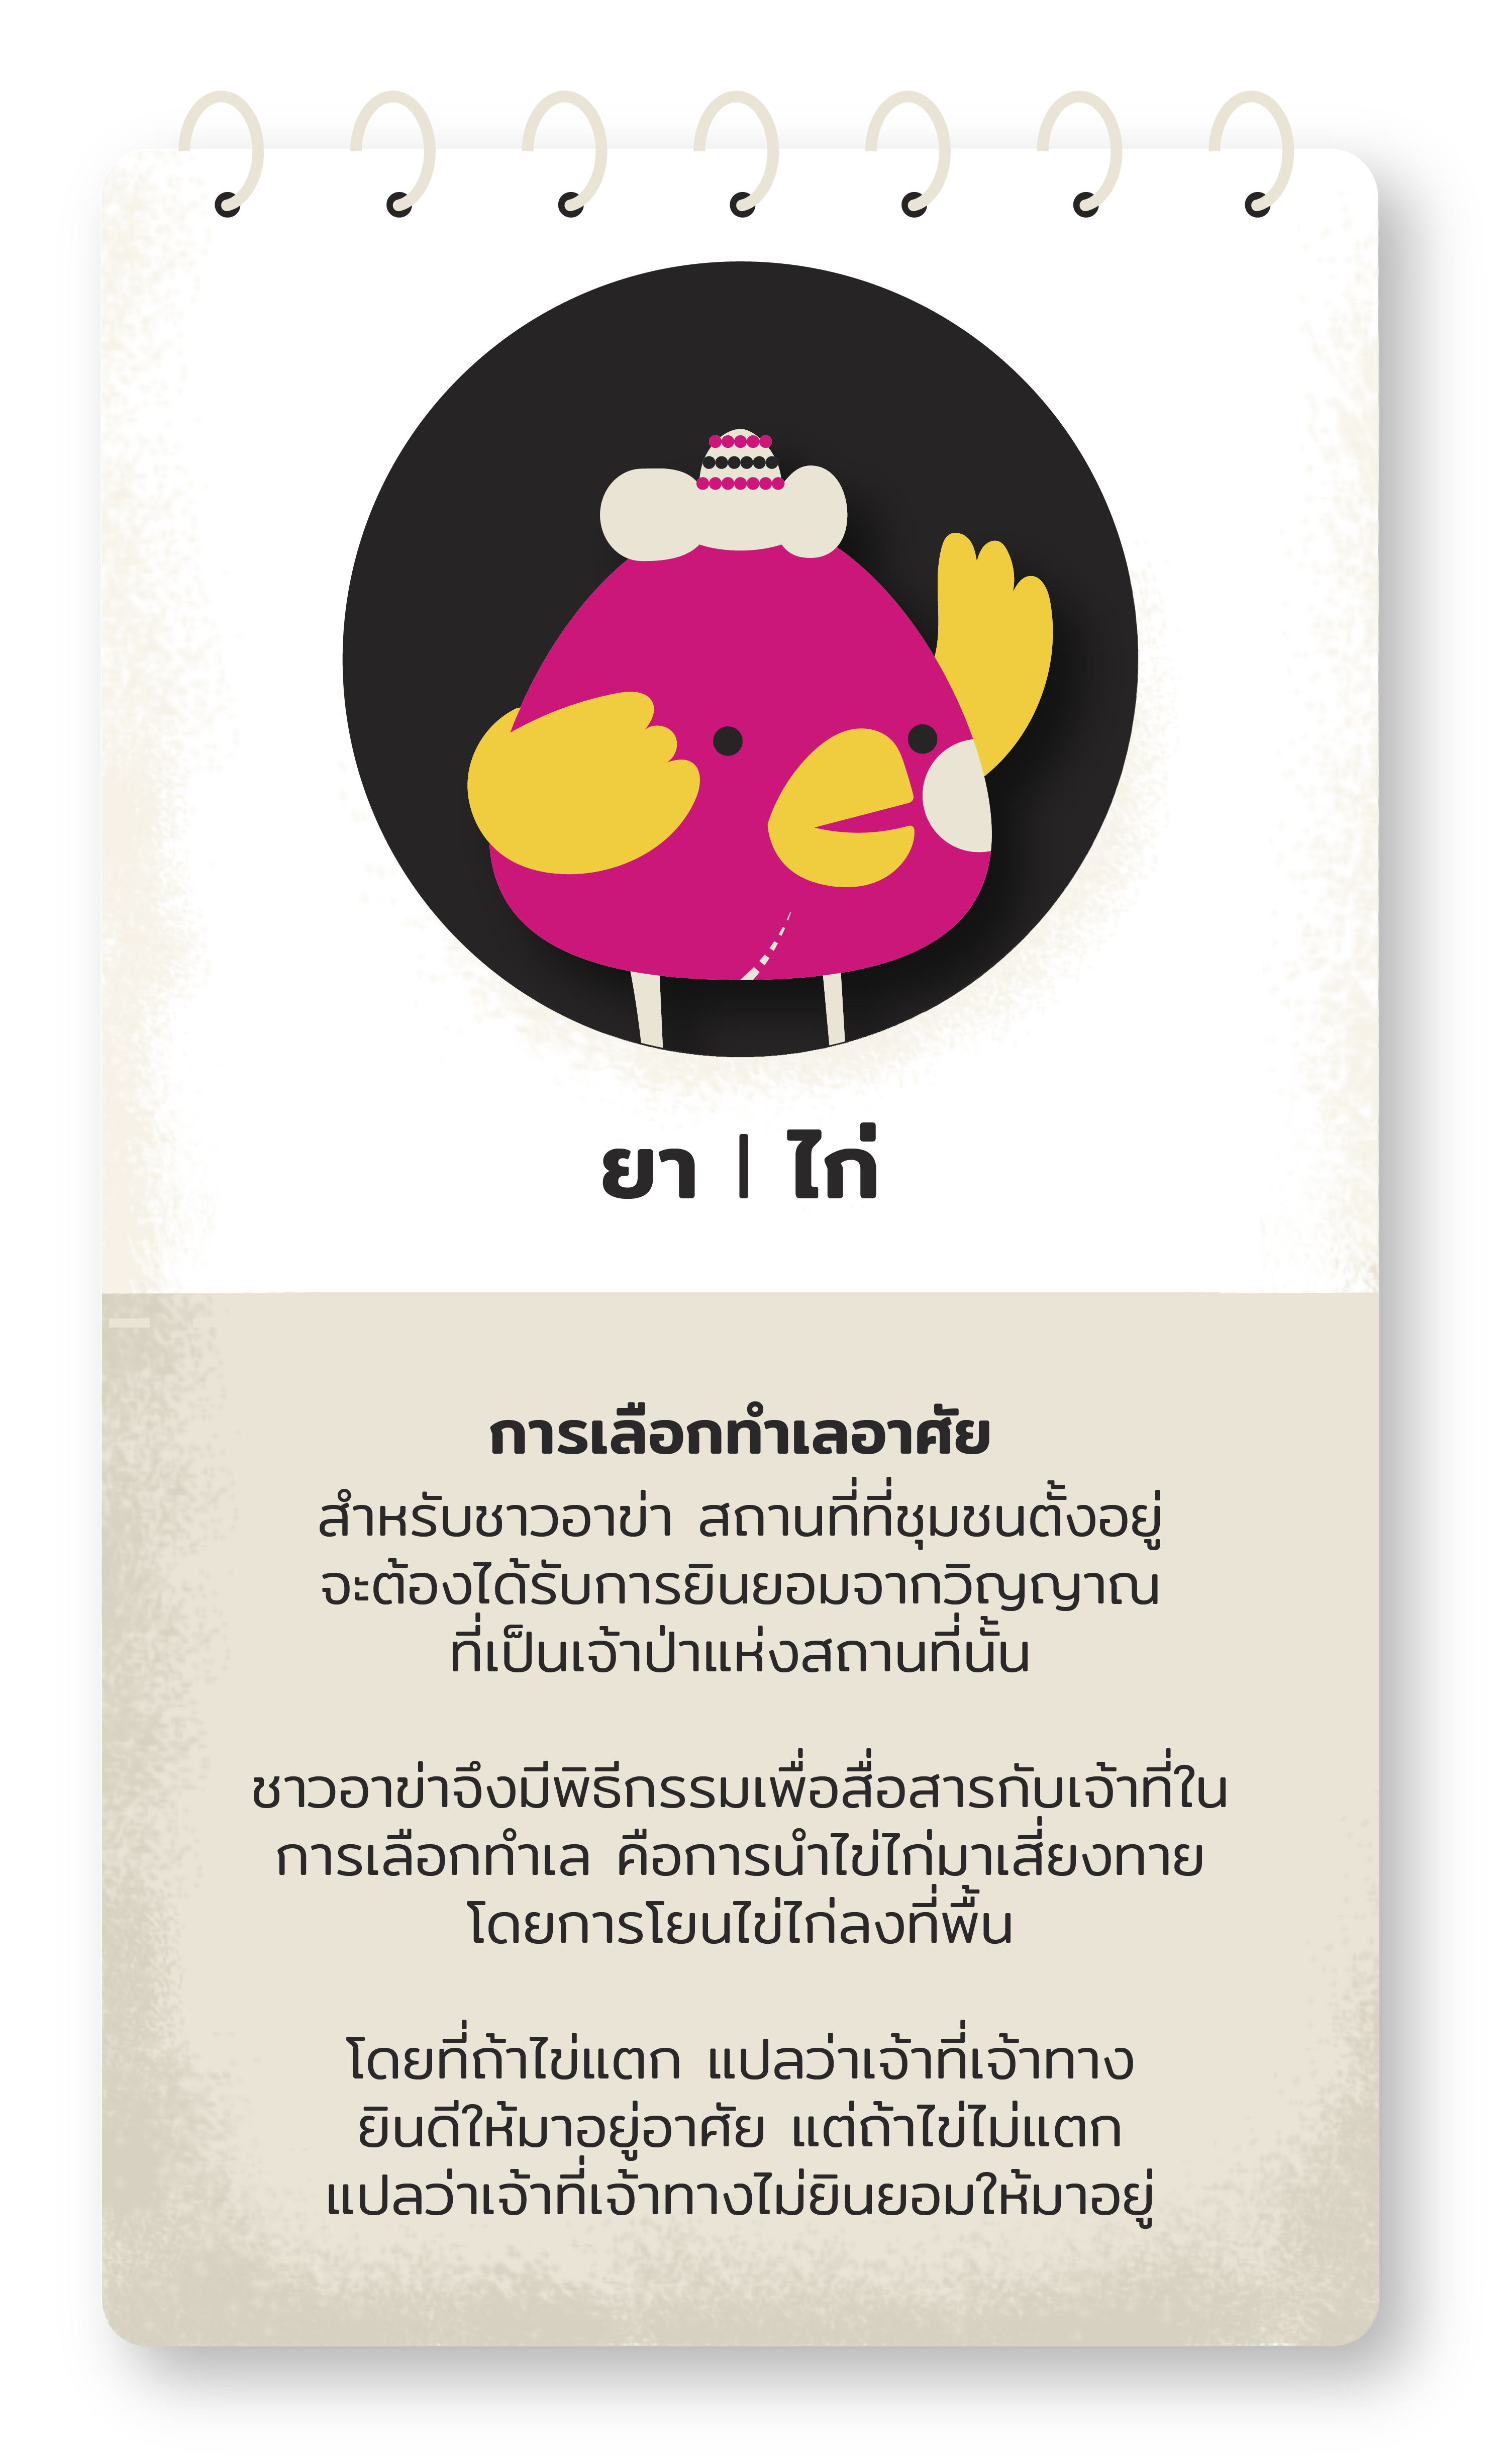 ยา | ไก่
การเลือกทำเลอาศัย
สำหรับชาวอาข่า สถานที่ที่ชุมชนตั้งอยู่
จะต้องได้รับการยินยอมจากวิญญาณ
ที่เป็นเจ้าป่าแห่งสถานที่นั้น
ชาวอาข่าจึงมีพิธีกรรมเพื่อสื่อสารกับเจ้าที่ใน
การเลือกทำเล คือการนำไข่ไก่มาเสี่ยงทาย
โดยการโยนไข่ไก่ลงที่พื้น
โดยที่ถ้าไข่แตก แปลว่าเจ้าที่เจ้าทาง
ยินดีให้มาอยู่อาศัย แต่ถ้าไข่ไม่แตก
แปลว่าเจ้าที่เจ้าทางไม่ยินยอมให้มาอยู่